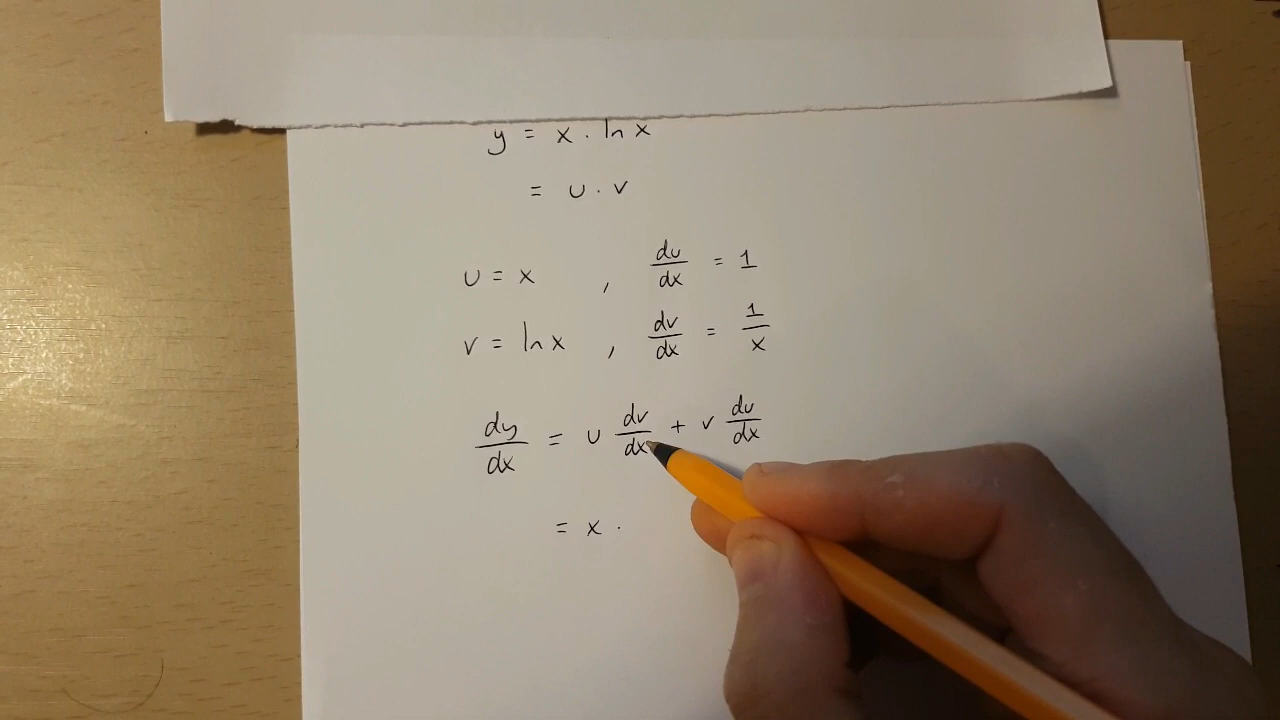 y = x . ln x
= u . v
u = x , du/dx = 1
v = ln x , dv/dx = 1/x
dy/dx = u dv/dx + v du/dx
= x .